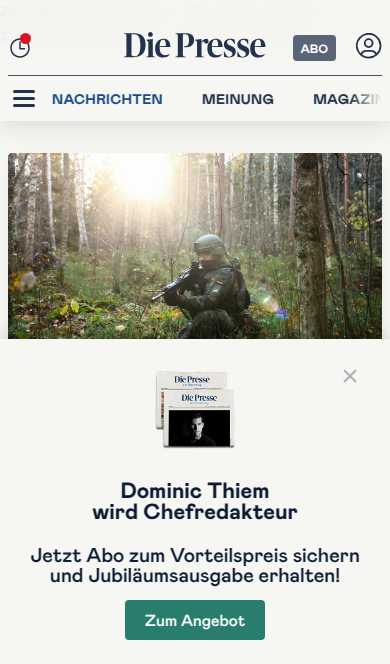 Die Presse
ABO
NACHRICHTEN
MEINUNG
MAGAZIN
Die Presse
Die Presse
Dominic Thiem
wird Chefredakteur
Jetzt Abo zum Vorteilspreis sichern
und Jubiläumsausgabe erhalten!
Zum Angebot